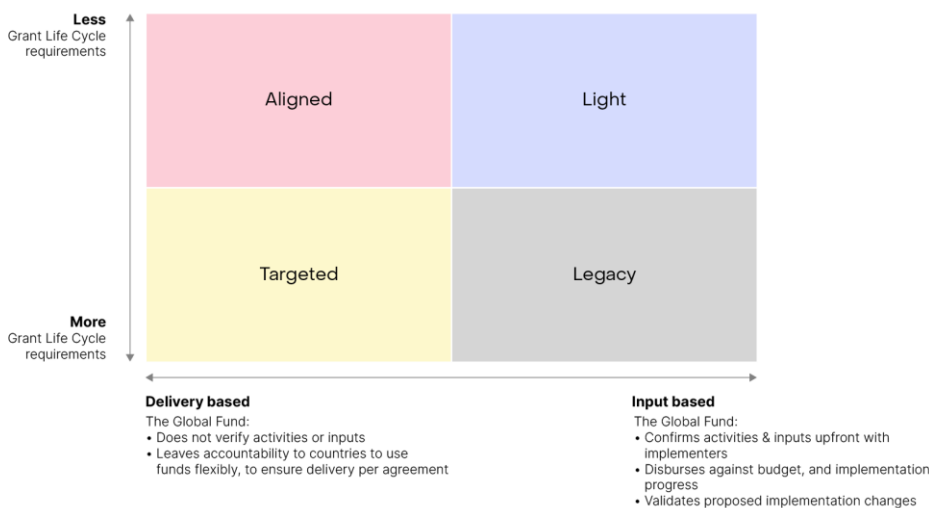 Less
Grant Life Cycle
requirements
Aligned
Light
Targeted
Legacy
More
Grant Life Cycle
requirements
Delivery based
The Global Fund:
• Does not verify activities or inputs
• Leaves accountability to countries to use
funds flexibly, to ensure delivery per agreement
Input based
The Global Fund:
• Confirms activities & inputs upfront with
implementers
• Disburses against budget, and implementation
progress
• Validates proposed implementation changes